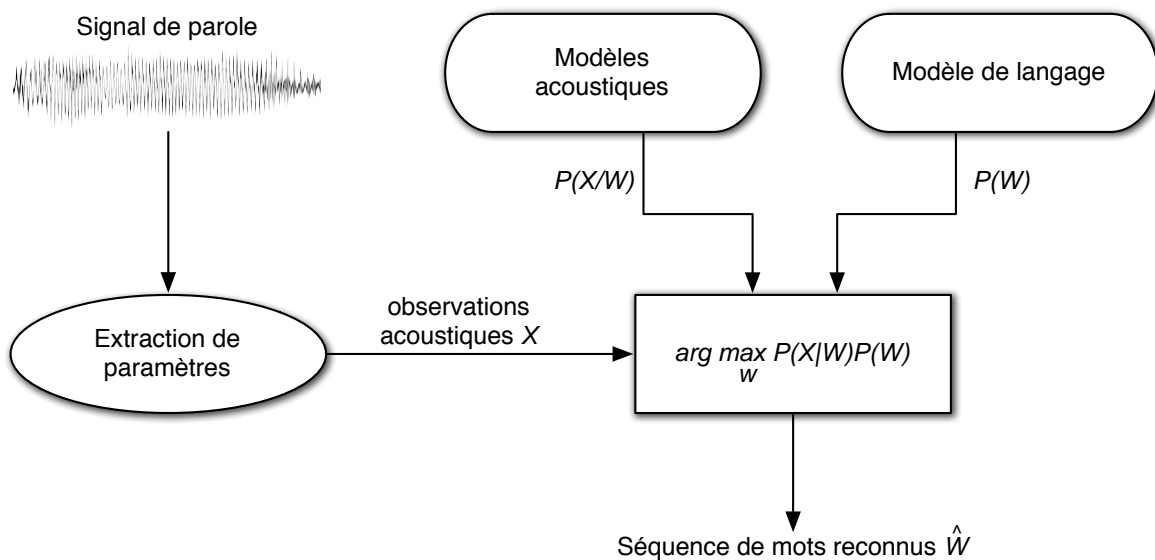 Signal de parole
Modèles
acoustiques
Modèle de langage
P(X/W)
P(W)
Extraction de
paramètres
observations
acoustiques X
arg max P(X|W)P(W)
w
Séquence de mots reconnus Ŵ